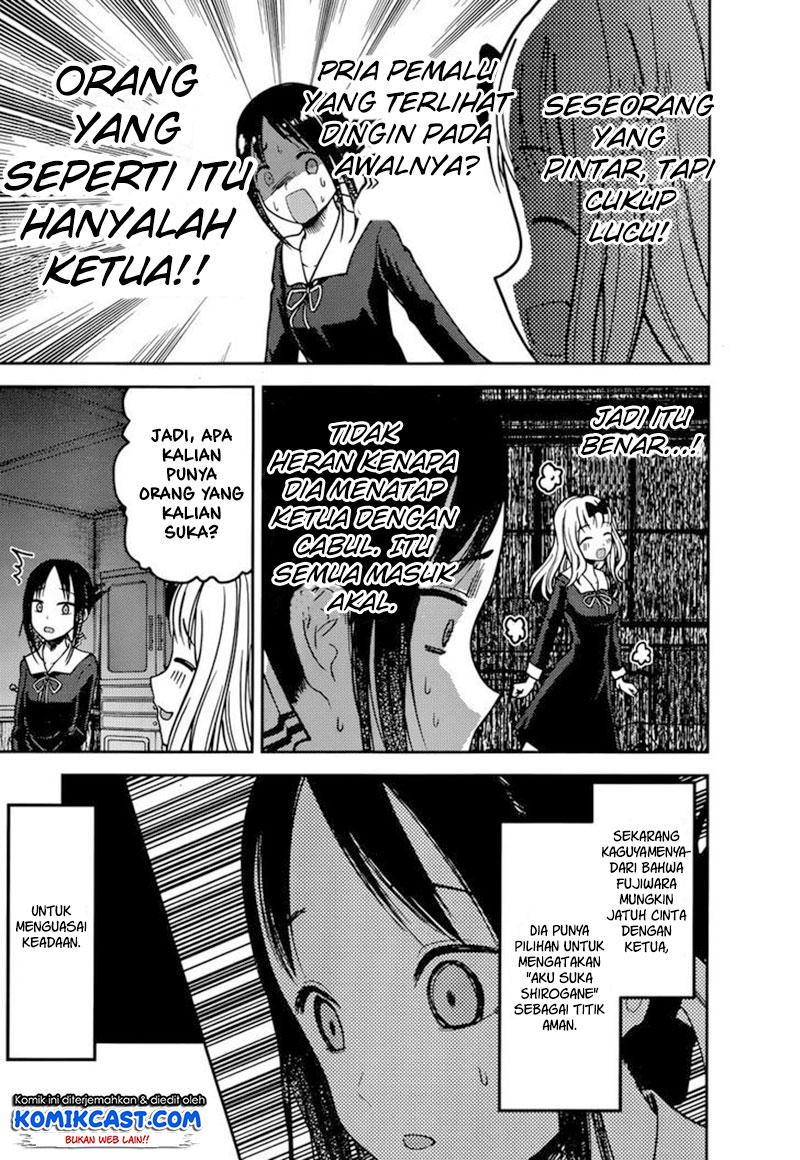 SESEORANG
YANG
PINTAR, TAPI
CUKUP
LUGU!
PRIA PEMALU
YANG TERLIHAT
DINGIN PADA
AWALNYA?
ORANG
YANG
SEPERTI ITU
HANYALAH
KETUA!!
JADI ITU
BENAR...!
TIDAK
HERAN KENAPA
DIA MENATAP
KETUA DENGAN
CABUL. ITU
SEMUA MASUK
AKAL.
JADI, APA
KALIAN
PUNYA
ORANG YANG
KALIAN
SUKA?
SEKARANG
KAGUYAMENYA-
DARI BAHWA
FUJIWARA
MUNGKIN
JATUH CINTA
DENGAN
KETUA,
DIA PUNYA
PILIHAN UNTUK
MENGATAKAN
"AKU SUKA
SHIROGANE"
SEBAGAI TITIK
AMAN.
UNTUK
MENGUASAI
KEADAAN.
Komik ini diterjemahkan & diedit oleh
KOMIKCAST.COM
BUKAN WEB LAIN!!